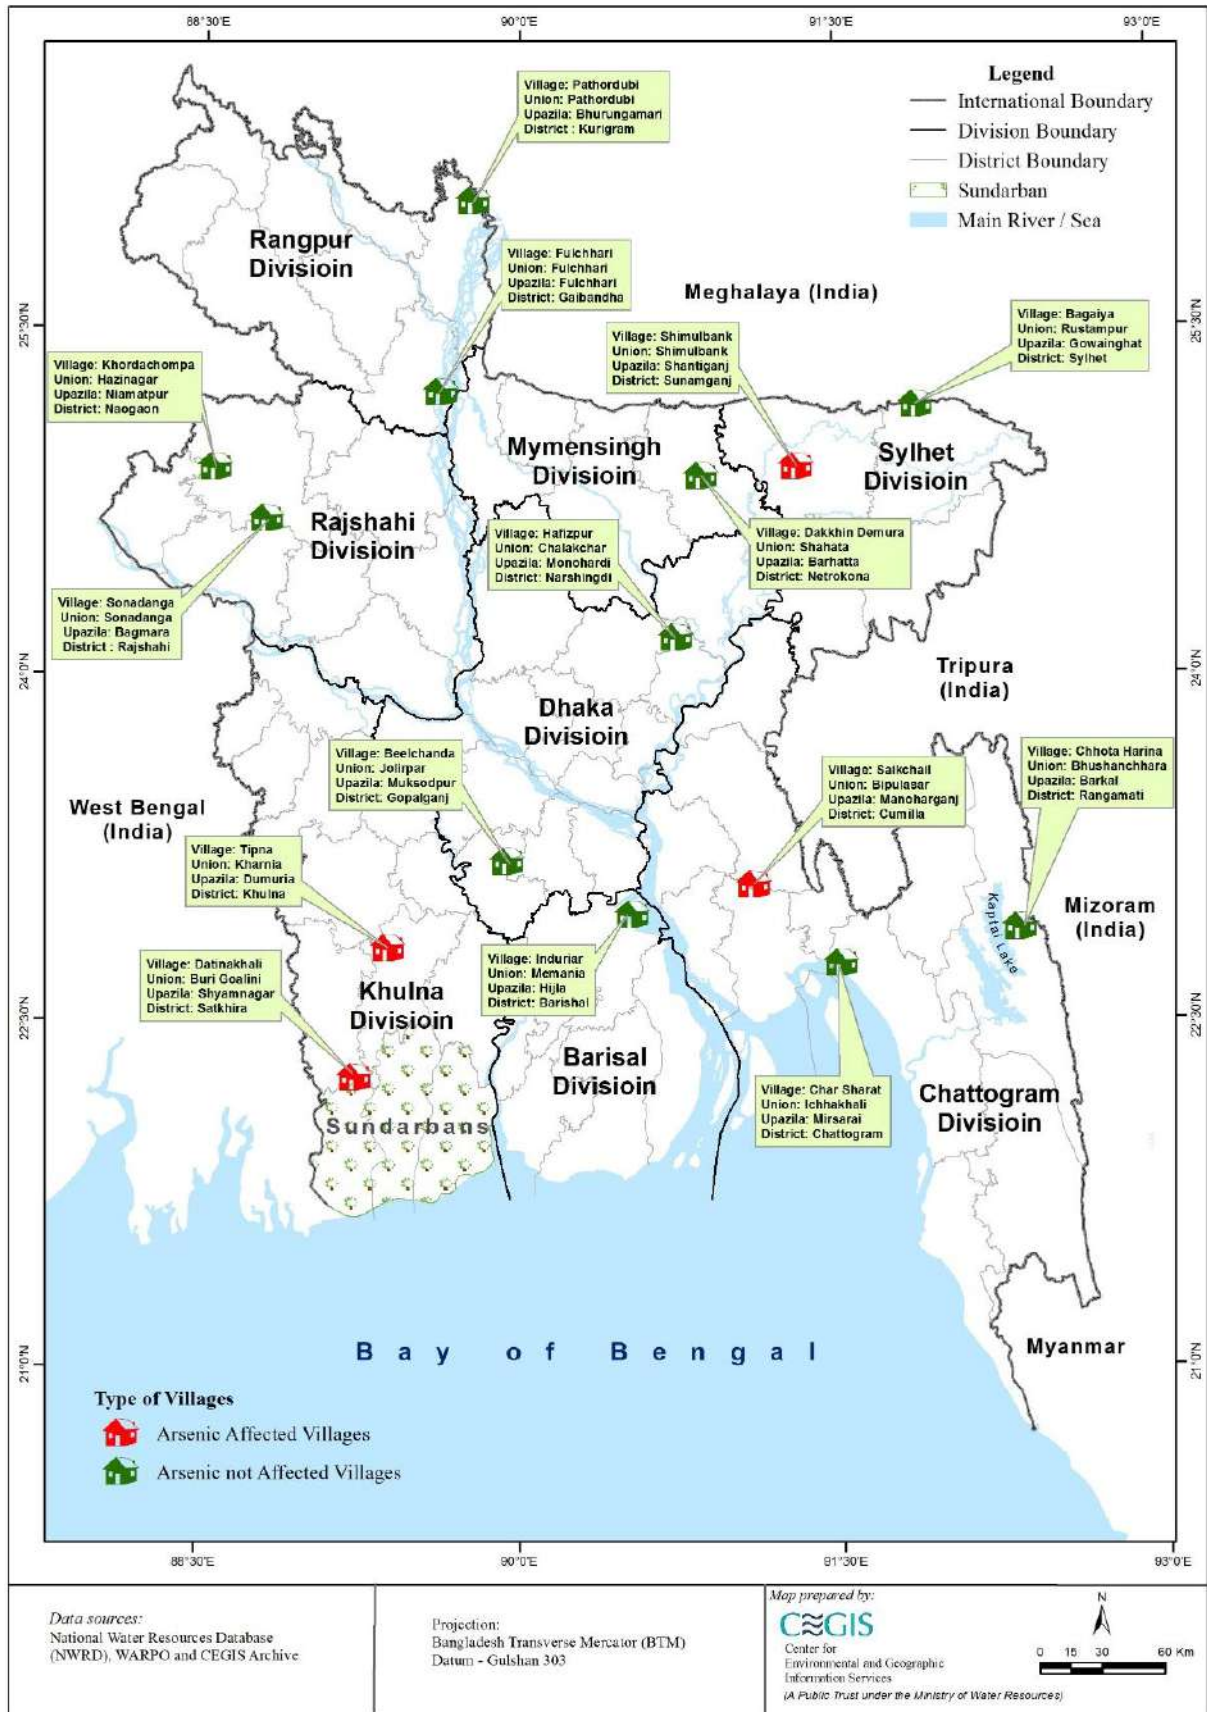 88°30'E
90°0'E
91°30'E
93°0'E
Legend
International Boundary
Division Boundary
District Boundary
Sundarban
Main River / Sea
Village: Pathordubi
Union: Pathordubi
Upazila: Bhurungamari
District : Kurigram
Rangpur
Divisioin
Village: Fulchhari
Union: Fulchhari
Upazila: Fulchhari
District: Gaibandha
Meghalaya (India)
25°30'N
25°30'N
Village: Bagaiya
Union: Rustampur
Upazila: Gowainghat
District: Sylhet
Village: Shimulbank
Union: Shimulbank
Upazila: Shantiganj
District: Sunamganj
Village: Khordachompa
Union: Hazinagar
Upazila: Niamatpur
District: Naogaon
Mymensingh
Divisioin
Sylhet
Divisioin
Rajshahi
Divisioin
Village: Hafizpur
Union: Chalakchar
Upazila: Monohardi
District: Narshingdi
Village: Dakkhin Demura
Union: Shahata
Upazila: Barhatta
District: Netrokona
Village: Sonadanga
Union: Sonadanga
Upazila: Bagmara
District : Rajshahi
24°0'N
24°0'N
Tripura
(India)
Dhaka
Divisioin
Village: Beelchanda
Union: Jolirpar
Upazila: Muksodpur
District: Gopalganj
Village: Saikchail
Union: Bipulasar
Upazila: Manoharganj
District: Cumilla
Village: Chhota Harina
Union: Bhushanchhara
Upazila: Barkal
District: Rangamati
West Bengal
(India)
Village: Tipna
Union: Kharnia
Upazila: Dumuria
District: Khulna
Kaptai Lake
Mizoram
(India)
Village: Datinakhali
Union: Buri Goalini
Upazila: Shyamnagar
District: Satkhira
Khulna
Divisioin
Village: Induriar
Union: Memania
Upazila: Hijla
District: Barishal
22°30'N
22°30'N
Barisal
Divisioin
Village: Char Sharat
Union: Ichhakhali
Upazila: Mirsarai
District: Chattogram
Chattogram
Divisioin
Sundarbans
Bay of Bengal
Myanmar
21°0'N
21°0'N
Type of Villages
Arsenic Affected Villages
Arsenic not Affected Villages
88°30'E
90°0'E
91°30'E
93°0'E
Data sources:
National Water Resources Database
(NWRD), WARPO and CEGIS Archive
Projection:
Bangladesh Transverse Mercator (BTM)
Datum - Gulshan 303
Map prepared by:
CEGIS
Center for
Environmental and Geographic
Information Services
(A Public Trust under the Ministry of Water Resources)
N
0 15 30 60 Km